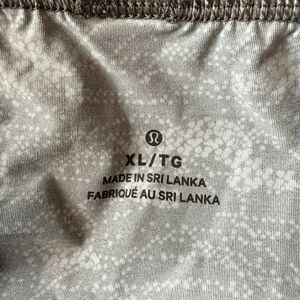 XL/TG
MADE IN SRI LANKA
FABRIQUÉ AU SRI LANKA